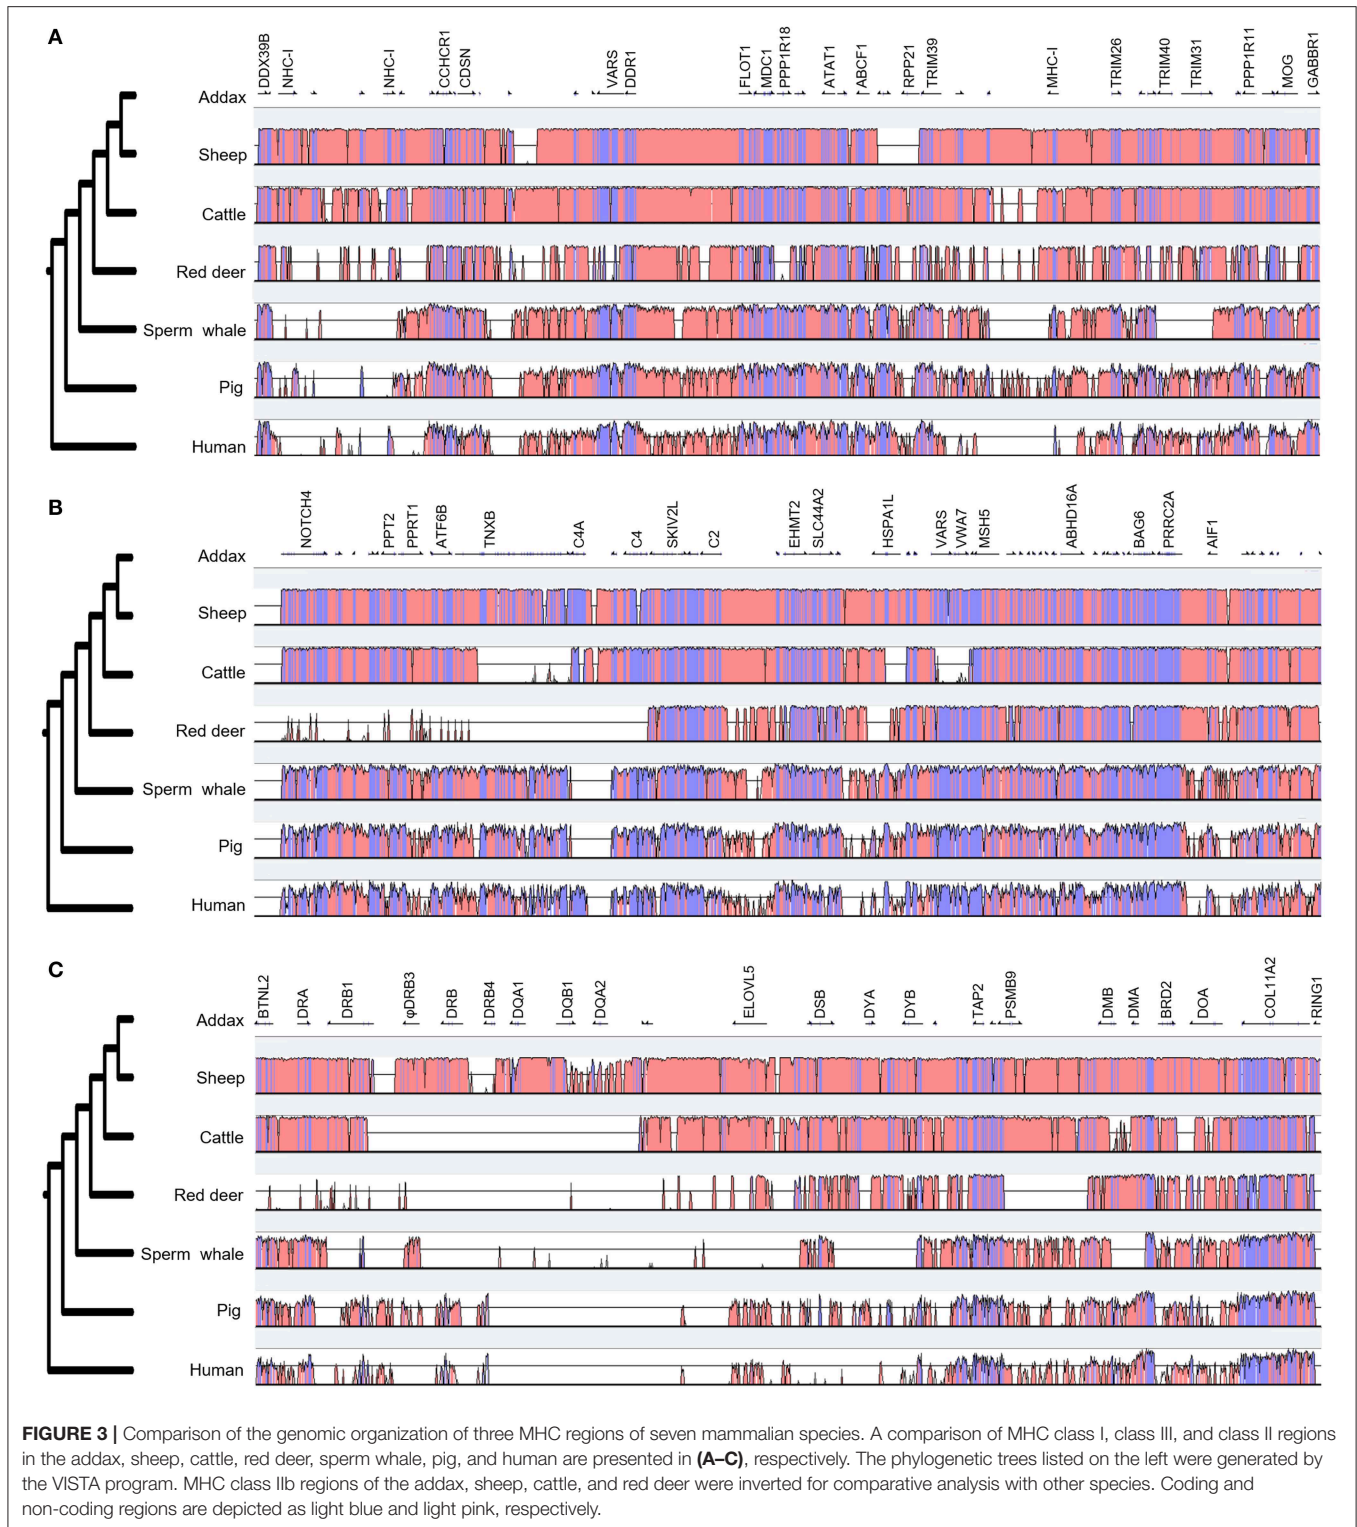 A
DDX39B NHC-I NHC-I CCHCR1 CDSN VARS DDR1 FLOT1 MDC1 PPP1R18 ATAT1 ABCF1 RPP21 TRIM39 MHC-I TRIM26 TRIM40 TRIM31 PPP1R11 MOG GABBR1
Addax
Sheep
Cattle
Red deer
Sperm whale
Pig
Human
B
NOTCH4 PPT2 PPRT1 ATF6B TNXB C4A C4 SKIV2L C2 EHMT2 SLC44A2 HSPA1L VARS VWA7 MSH5 ABHD16A BAG6 PRRC2A AIF1
Addax
Sheep
Cattle
Red deer
Sperm whale
Pig
Human
C
BTNL2 DRA DRB1 φDRB3 DRB DRB4 DQA1 DQB1 DQA2 ELOVL5 DSB DYA DYB TAP2 PSMB9 DMB DMA BRD2 DOA COL11A2 RING1
Addax
Sheep
Cattle
Red deer
Sperm whale
Pig
Human
FIGURE 3 | Comparison of the genomic organization of three MHC regions of seven mammalian species. A comparison of MHC class I, class III, and class II regions
in the addax, sheep, cattle, red deer, sperm whale, pig, and human are presented in (A–C), respectively. The phylogenetic trees listed on the left were generated by
the VISTA program. MHC class IIb regions of the addax, sheep, cattle, and red deer were inverted for comparative analysis with other species. Coding and
non-coding regions are depicted as light blue and light pink, respectively.